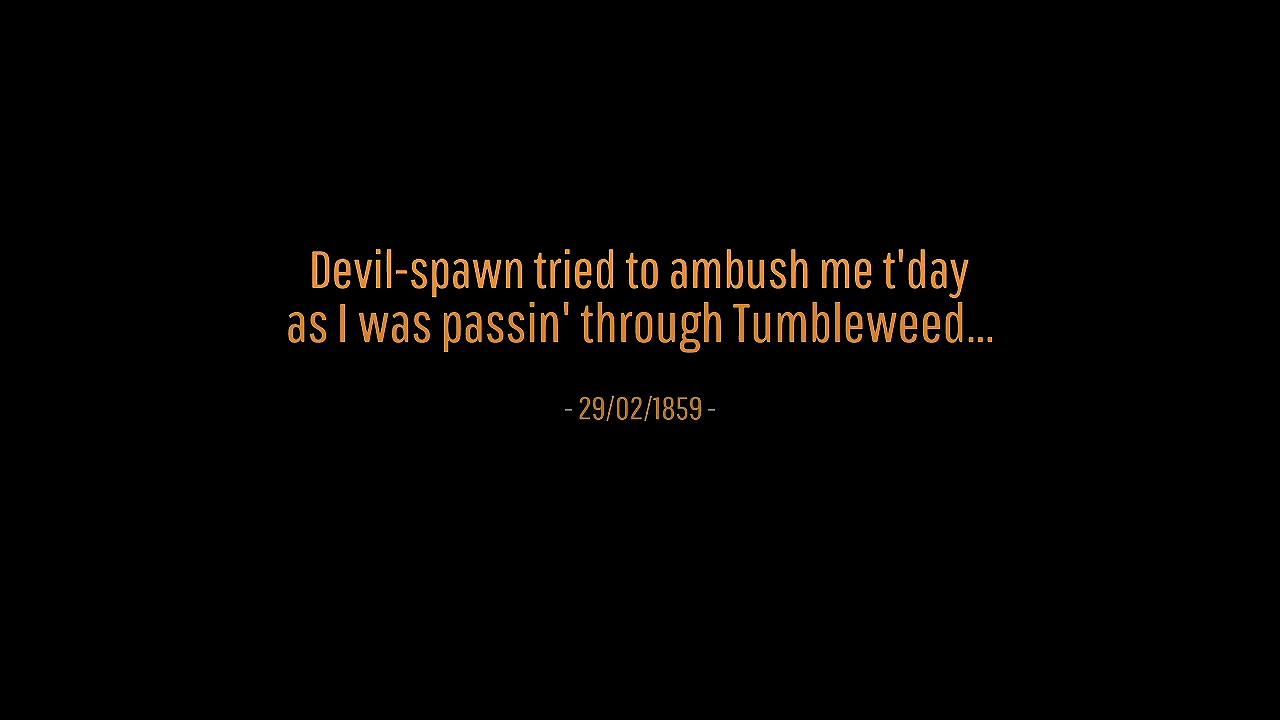 Devil-spawn tried to ambush me t'day
as I was passin' through Tumbleweed...
- 29/02/1859 -